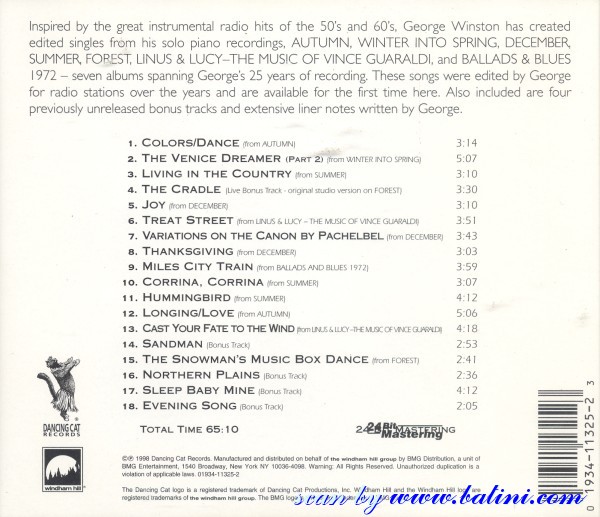 Inspired by the great instrumental radio hits of the 50's and 60's, George Winston has created
edited singles from his solo piano recordings, AUTUMN, WINTER INTO SPRING, DECEMBER,
SUMMER, FOREST, LINUS & LUCY–THE MUSIC OF VINCE GUARALDI, and BALLADS & BLUES
1972 – seven albums spanning George's 25 years of recording. These songs were edited by George
for radio stations over the years and are available for the first time here. Also included are four
previously unreleased bonus tracks and extensive liner notes written by George.
1. COLORS/DANCE (from AUTUMN) 3:14
2. THE VENICE DREAMER (PART 2) (from WINTER INTO SPRING) 5:07
3. LIVING IN THE COUNTRY (from SUMMER) 3:10
4. THE CRADLE (Live Bonus Track - original studio version on FOREST) 3:30
5. JOY (from DECEMBER) 3:10
6. TREAT STREET (from LINUS & LUCY – THE MUSIC OF VINCE GUARALDI) 3:51
7. VARIATIONS ON THE CANON BY PACHELBEL (from DECEMBER) 3:43
8. THANKSGIVING (from DECEMBER) 3:03
9. MILES CITY TRAIN (from BALLADS AND BLUES 1972) 3:59
10. CORRINA, CORRINA (from SUMMER) 3:07
11. HUMMINGBIRD (from SUMMER) 4:12
12. LONGING/LOVE (from AUTUMN) 5:06
13. CAST YOUR FATE TO THE WIND (from LINUS & LUCY –THE MUSIC OF VINCE GUARALDI) 4:18
14. SANDMAN (Bonus Track) 2:53
15. THE SNOWMAN'S MUSIC BOX DANCE (from FOREST) 2:41
16. NORTHERN PLAINS (Bonus Track) 2:36
17. SLEEP BABY MINE (Bonus Track) 4:12
18. EVENING SONG (Bonus Track) 2:05
TOTAL TIME 65:10
24 Bit Mastering
DANCING CAT
RECORDS
windham hill
©℗ 1998 Dancing Cat Records. Manufactured and distributed on behalf of the windham hill group by BMG Distribution, a unit of
BMG Entertainment, 1540 Broadway, New York NY 10036-4098. Warning: All Rights Reserved. Unauthorized duplication is a
violation of applicable laws. 01934-11325-2
The Dancing Cat logo is a registered trademark of Dancing Cat Productions, Inc. Windham Hill and the Windham Hill logo are
registered trademarks of the windham hill group. The BMG logo
0 1934-11325-2 3
scan by www.batini.com